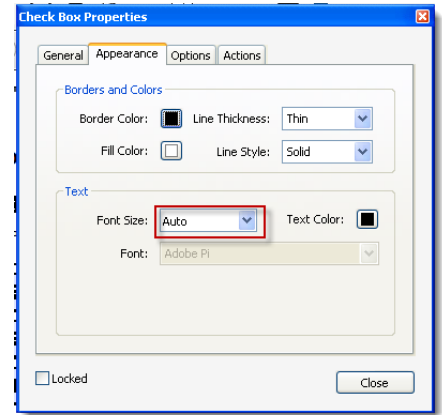 Check Box Properties
General Appearance Options Actions
Borders and Colors
Border Color: Line Thickness: Thin
Fill Color: Line Style: Solid
Text
Font Size: Auto Text Color:
Font: Adobe Pi
Locked Close